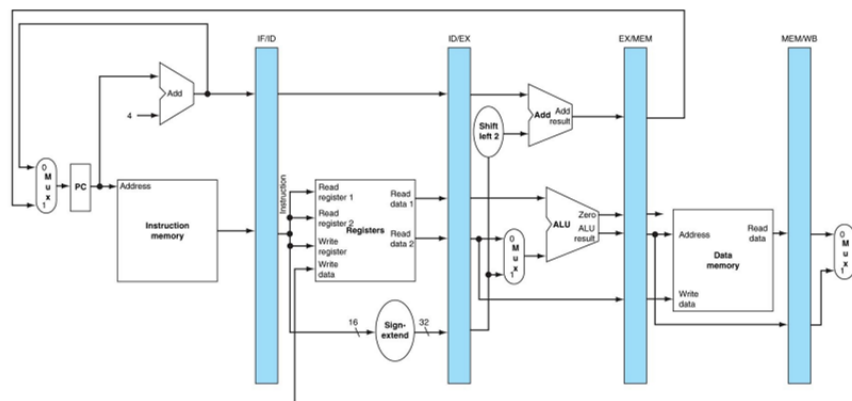 IF/ID
ID/EX
EX/MEM
MEM/WB
Add
4
Shift
left 2
Add
Add
result
0
M
u
x
1
PC
Address
Instruction
memory
Instruction
Read
register 1
Read
register 2
Write
register
Write
data
Registers
Read
data 1
Read
data 2
0
M
u
x
1
ALU
Zero
ALU
result
Address
Data
memory
Read
data
Write
data
0
M
u
x
1
16
Sign-
extend
32